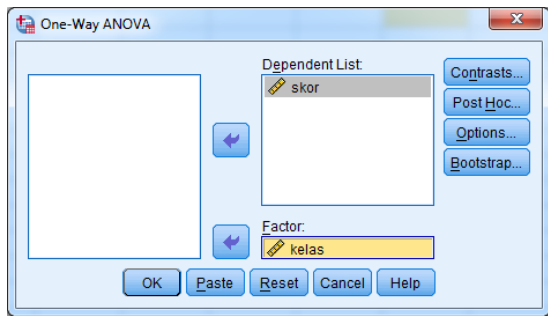 One-Way ANOVA
Dependent List:
skor
Contrasts...
Post Hoc...
Options...
Bootstrap...
Factor:
kelas
OK Paste Reset Cancel Help